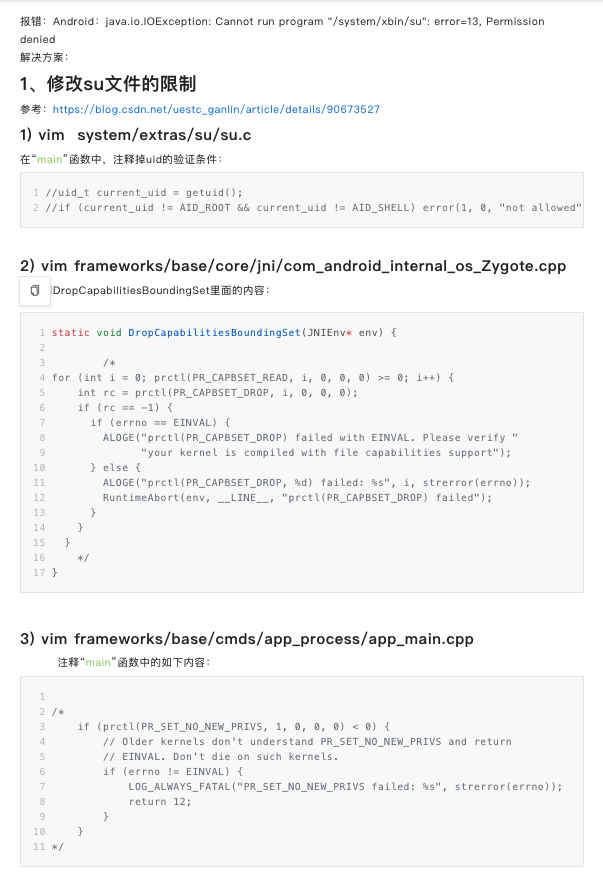 报错：Android：java.io.IOException: Cannot run program "/system/xbin/su": error=13, Permission
denied
解决方案：
1、修改su文件的限制
参考：https://blog.csdn.net/uestc_ganlin/article/details/90673527
1) vim system/extras/su/su.c
在“main”函数中，注释掉uid的验证条件：
1 //uid_t current_uid = getuid();
2 //if (current_uid != AID_ROOT && current_uid != AID_SHELL) error(1, 0, "not allowed"
2) vim frameworks/base/core/jni/com_android_internal_os_Zygote.cpp
DropCapabilitiesBoundingSet里面的内容：
1 static void DropCapabilitiesBoundingSet(JNIEnv* env) {
2
3 /*
4 for (int i = 0; prctl(PR_CAPBSET_READ, i, 0, 0, 0) >= 0; i++) {
5 int rc = prctl(PR_CAPBSET_DROP, i, 0, 0, 0);
6 if (rc == -1) {
7 if (errno == EINVAL) {
8 ALOGE("prctl(PR_CAPBSET_DROP) failed with EINVAL. Please verify "
9 "your kernel is compiled with file capabilities support");
10 } else {
11 ALOGE("prctl(PR_CAPBSET_DROP, %d) failed: %s", i, strerror(errno));
12 RuntimeAbort(env, __LINE__, "prctl(PR_CAPBSET_DROP) failed");
13 }
14 }
15 }
16 */
17 }
3) vim frameworks/base/cmds/app_process/app_main.cpp
注释“main”函数中的如下内容：
1
2 /*
3 if (prctl(PR_SET_NO_NEW_PRIVS, 1, 0, 0, 0) < 0) {
4 // Older kernels don't understand PR_SET_NO_NEW_PRIVS and return
5 // EINVAL. Don't die on such kernels.
6 if (errno != EINVAL) {
7 LOG_ALWAYS_FATAL("PR_SET_NO_NEW_PRIVS failed: %s", strerror(errno));
8 return 12;
9 }
10 }
11 */